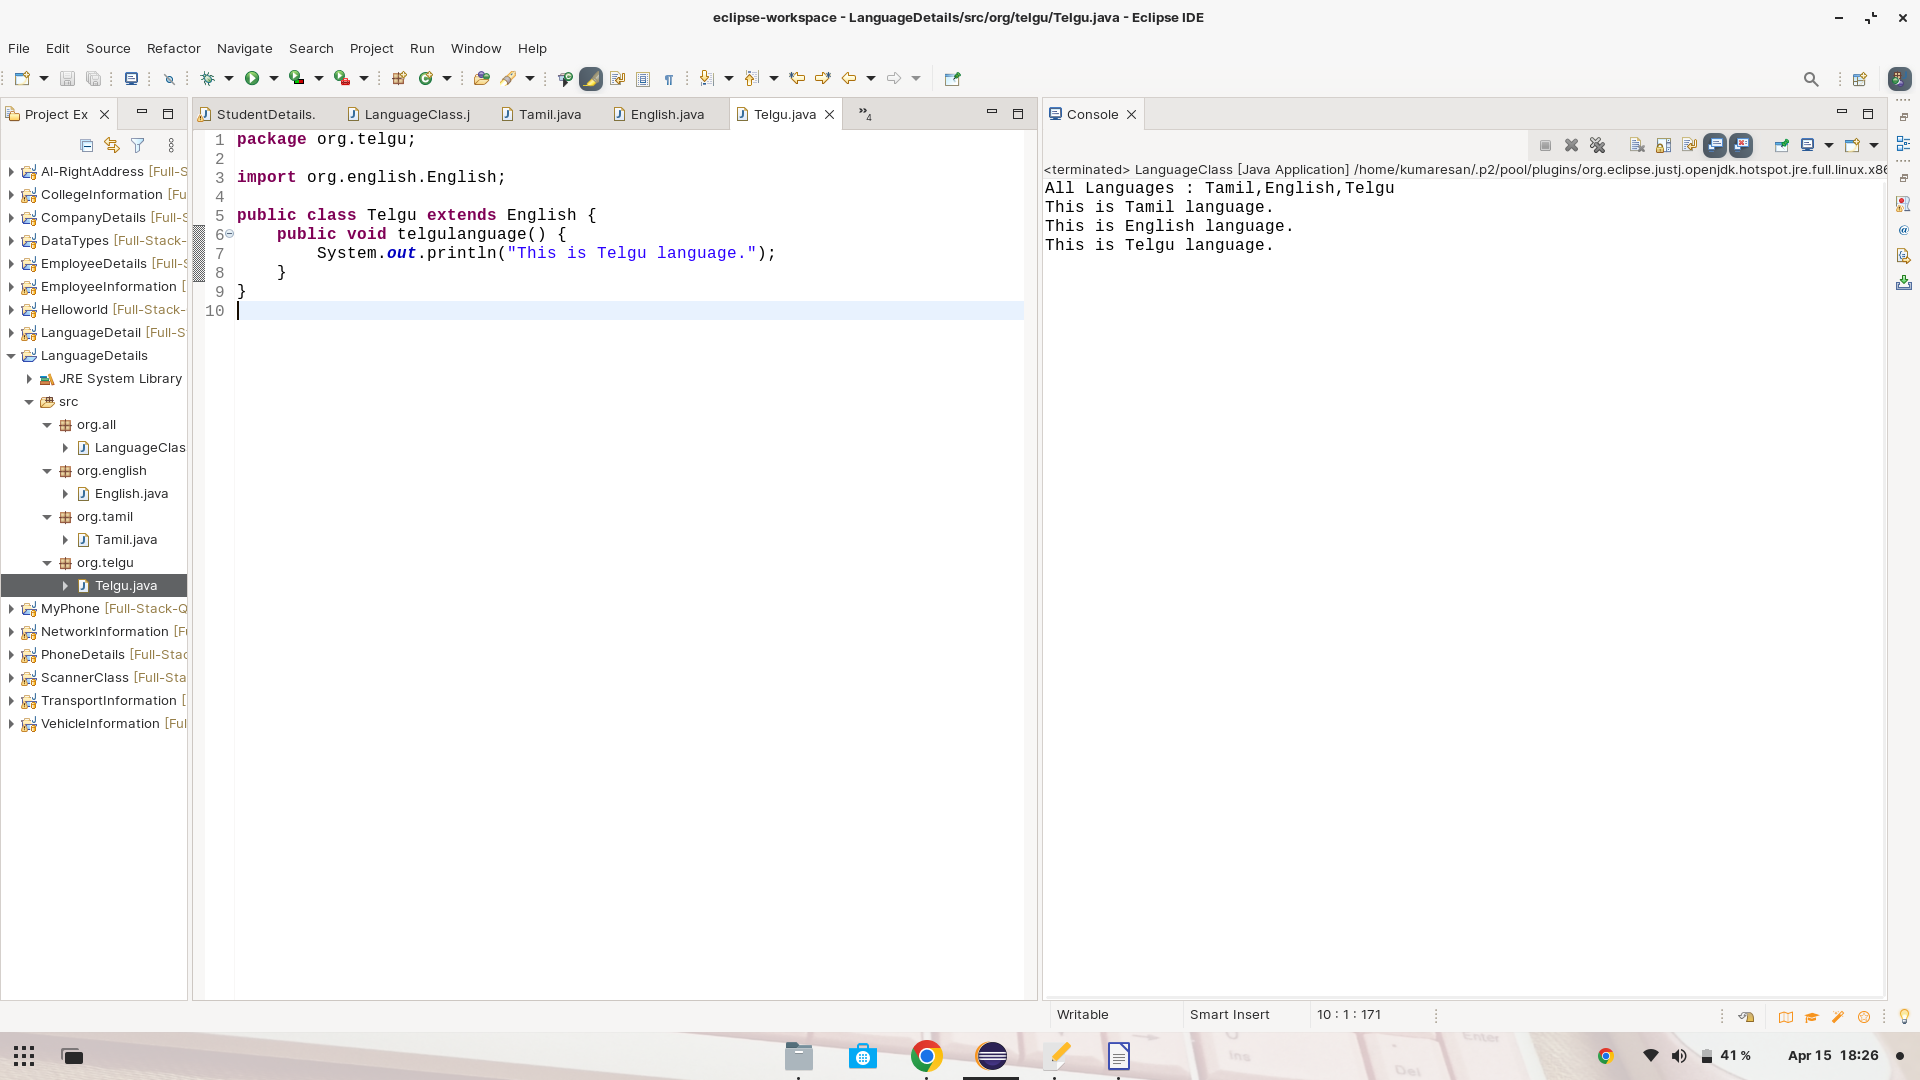 eclipse-workspace - LanguageDetails/src/org/telgu/Telgu.java - Eclipse IDE
File Edit Source Refactor Navigate Search Project Run Window Help
Project Ex
StudentDetails. LanguageClass.j Tamil.java English.java Telgu.java »4
Console
AI-RightAddress [Full-S
CollegeInformation [Fu
CompanyDetails [Full-S
DataTypes [Full-Stack-
EmployeeDetails [Full-S
EmployeeInformation [
Helloworld [Full-Stack-
LanguageDetail [Full-S
LanguageDetails
JRE System Library
src
org.all
LanguageClas
org.english
English.java
org.tamil
Tamil.java
org.telgu
Telgu.java
MyPhone [Full-Stack-Q
NetworkInformation [Fu
PhoneDetails [Full-Stac
ScannerClass [Full-Sta
TransportInformation [
VehicleInformation [Ful
1 package org.telgu;
2
3 import org.english.English;
4
5 public class Telgu extends English {
6 public void telgulanguage() {
7 System.out.println("This is Telgu language.");
8 }
9 }
10
<terminated> LanguageClass [Java Application] /home/kumaresan/.p2/pool/plugins/org.eclipse.justj.openjdk.hotspot.jre.full.linux.x86
All Languages : Tamil,English,Telgu
This is Tamil language.
This is English language.
This is Telgu language.
Writable Smart Insert 10 : 1 : 171
41 % Apr 15 18:26